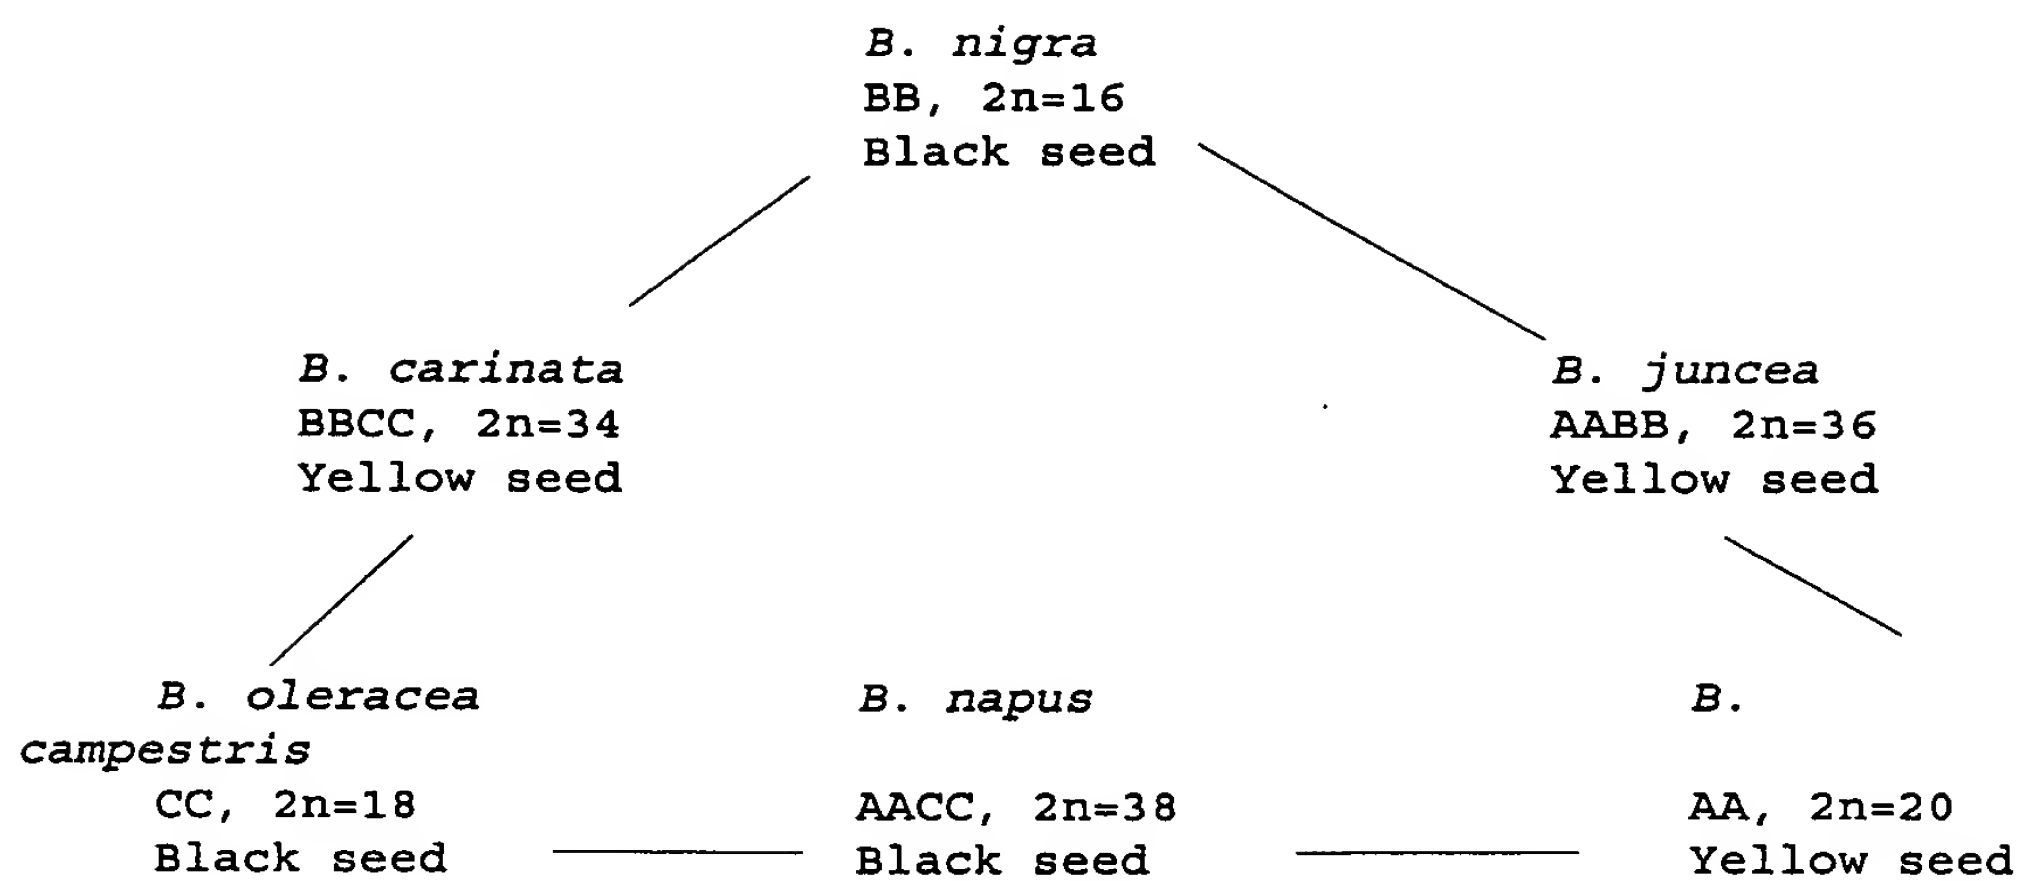 B. nigra
BB, 2n=16
Black seed
B. carinata
BBCC, 2n=34
Yellow seed
B. juncea
AABB, 2n=36
Yellow seed
B. oleracea
campestris
CC, 2n=18
Black seed
B. napus
AACC, 2n=38
Black seed
B.
AA, 2n=20
Yellow seed